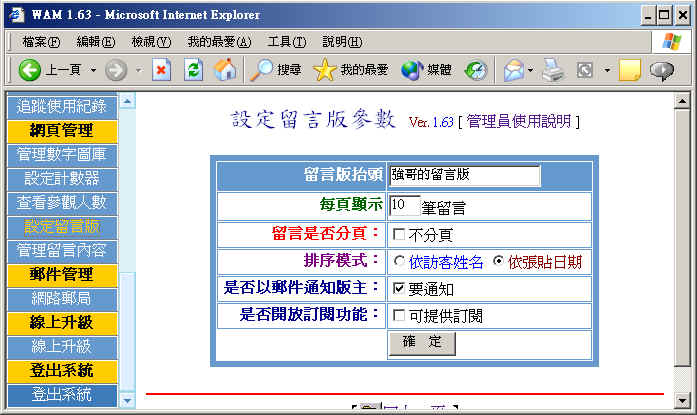 WAM 1.63 - Microsoft Internet Explorer
檔案(F) 編輯(E) 檢視(V) 我的最愛(A) 工具(T) 說明(H)
上一頁 搜尋 我的最愛 媒體
追蹤使用紀錄
網頁管理
管理數字圖庫
設定計數器
查看參觀人數
設定留言版
管理留言內容
郵件管理
網路郵局
線上升級
線上升級
登出系統
登出系統
設定留言版參數 Ver. 1.63 [ 管理員使用說明 ]
留言版抬頭 強哥的留言版
每頁顯示 10 筆留言
留言是否分頁： 不分頁
排序模式： 依訪客姓名 依張貼日期
是否以郵件通知版主： 要通知
是否開放訂閱功能： 可提供訂閱
確 定